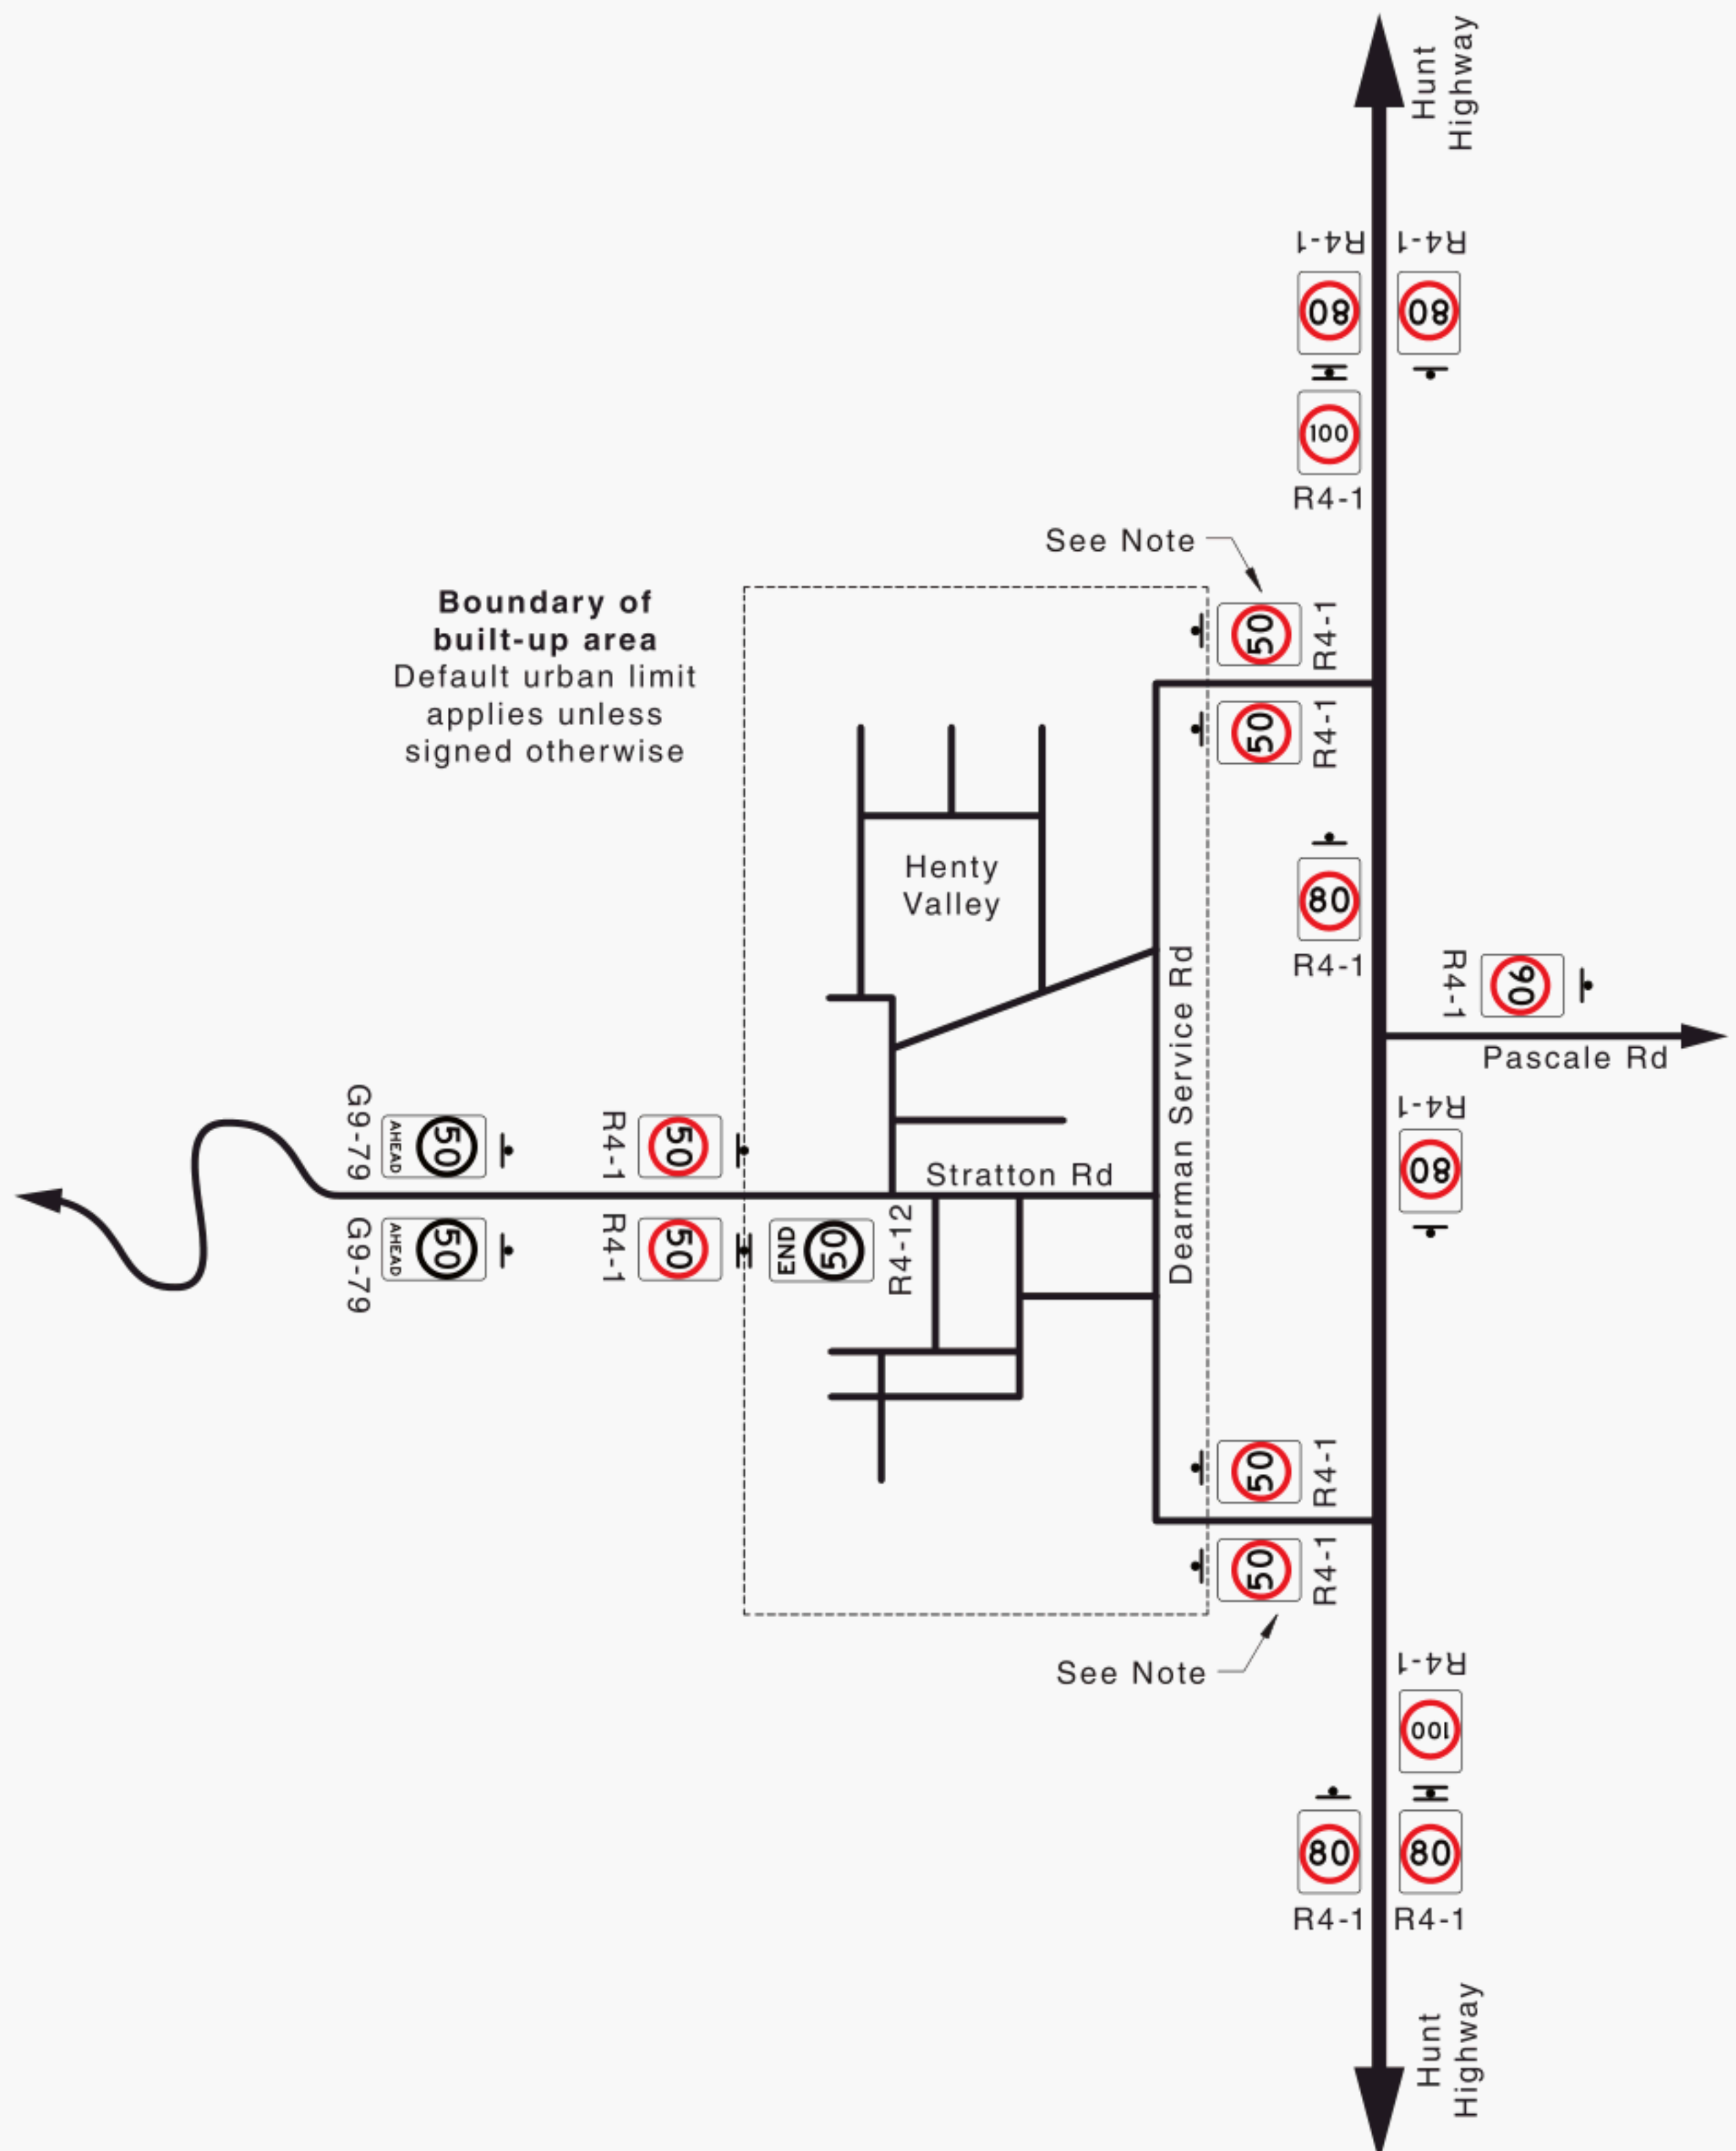 Hunt
Highway
R4-1
R4-1
80
80
100
R4-1
See Note
50
R4-1
Boundary of
built-up area
Default urban limit
applies unless
signed otherwise
50
R4-1
Henty
Valley
80
R4-1
R4-1
90
Pascale Rd
Dearman Service Rd
R4-1
80
G9-79
50
AHEAD
R4-1
50
Stratton Rd
G9-79
50
AHEAD
R4-1
50
END
50
R4-12
50
R4-1
50
R4-1
See Note
R4-1
100
80
80
R4-1
R4-1
Hunt
Highway